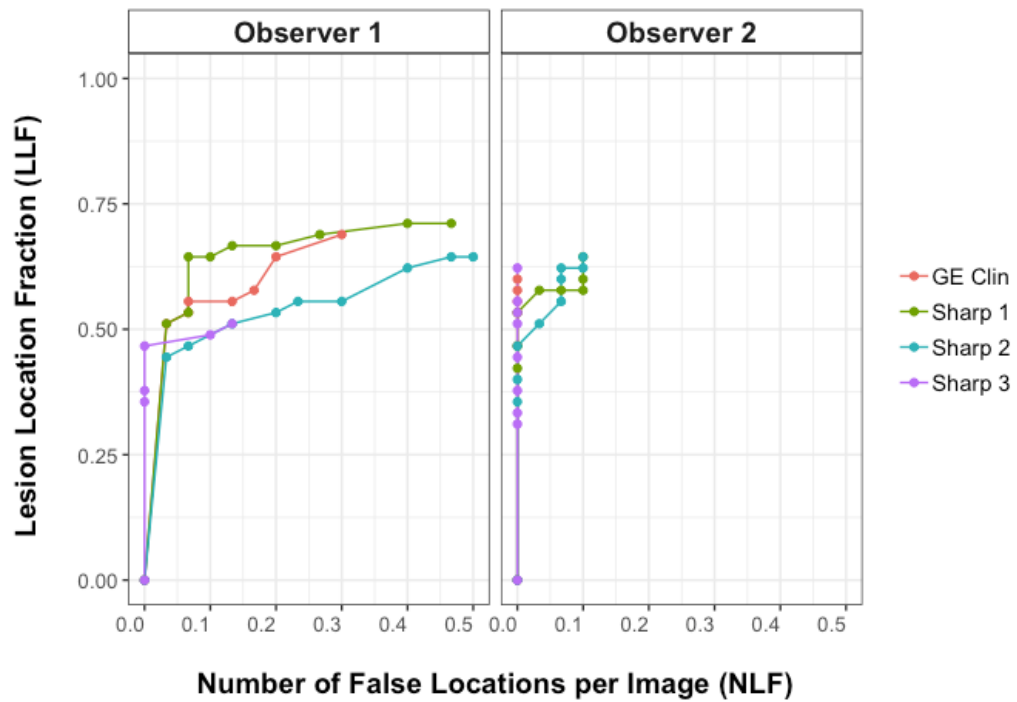 Observer 1
Observer 2
Lesion Location Fraction (LLF)
1.00
0.75
0.50
0.25
0.00
0.0 0.1 0.2 0.3 0.4 0.5
0.0 0.1 0.2 0.3 0.4 0.5
Number of False Locations per Image (NLF)
GE Clin
Sharp 1
Sharp 2
Sharp 3